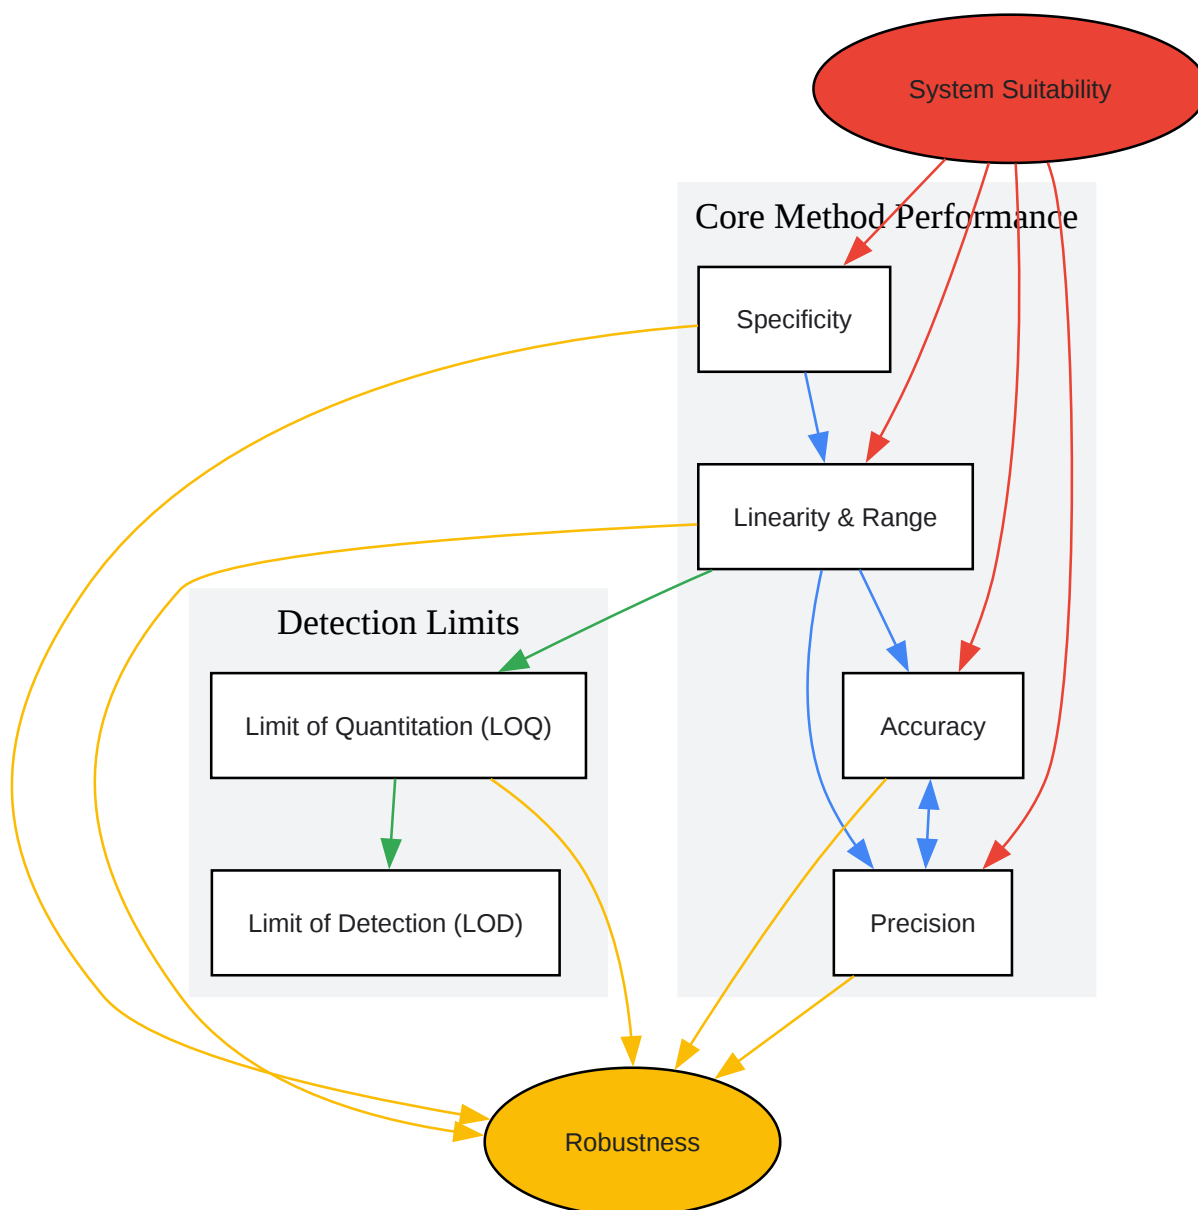 System Suitability
Core Method Performance
Specificity
Linearity & Range
Detection Limits
Limit of Quantitation (LOQ)
Accuracy
Limit of Detection (LOD)
Precision
Robustness